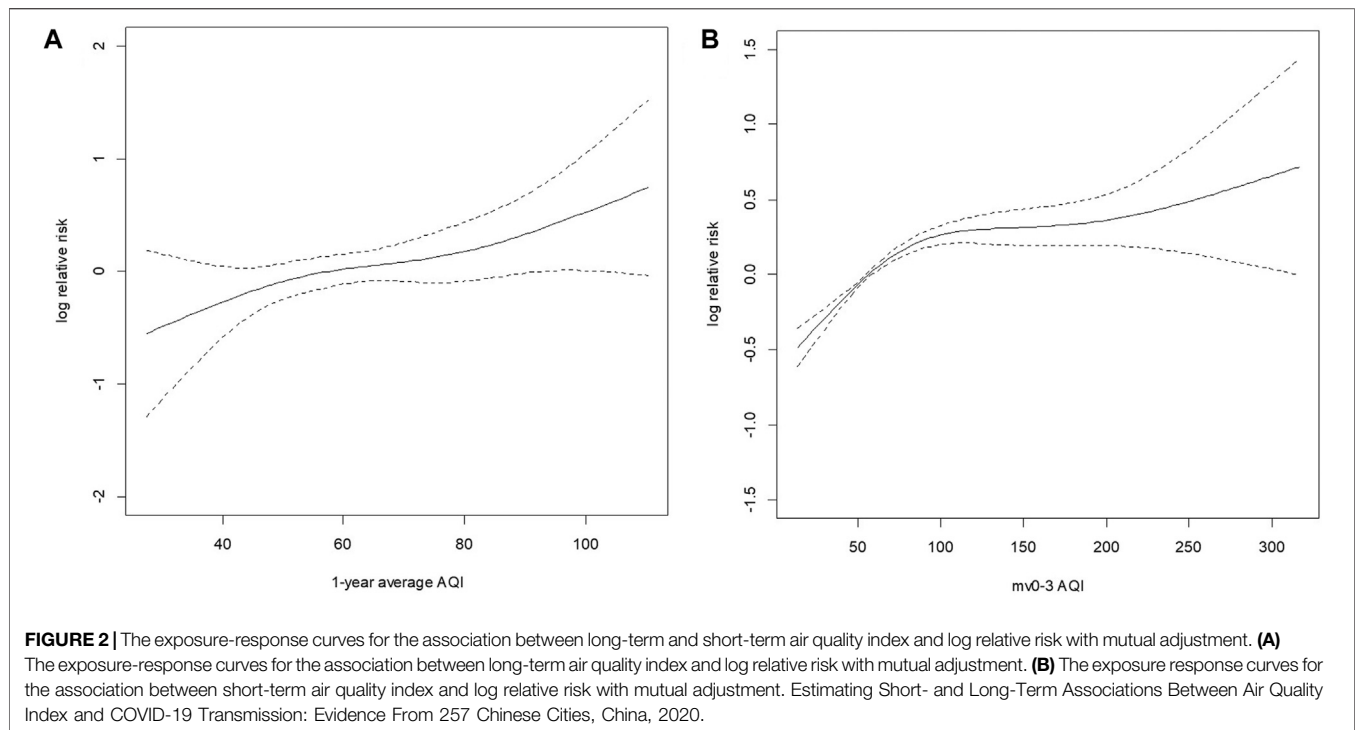 A
2
1
0
-1
-2
log relative risk
40 60 80 100
1-year average AQI
B
1.5
1.0
0.5
0.0
-0.5
-1.0
-1.5
log relative risk
50 100 150 200 250 300
mv0-3 AQI
FIGURE 2 | The exposure-response curves for the association between long-term and short-term air quality index and log relative risk with mutual adjustment. (A)
The exposure-response curves for the association between long-term air quality index and log relative risk with mutual adjustment. (B) The exposure response curves for
the association between short-term air quality index and log relative risk with mutual adjustment. Estimating Short- and Long-Term Associations Between Air Quality
Index and COVID-19 Transmission: Evidence From 257 Chinese Cities, China, 2020.